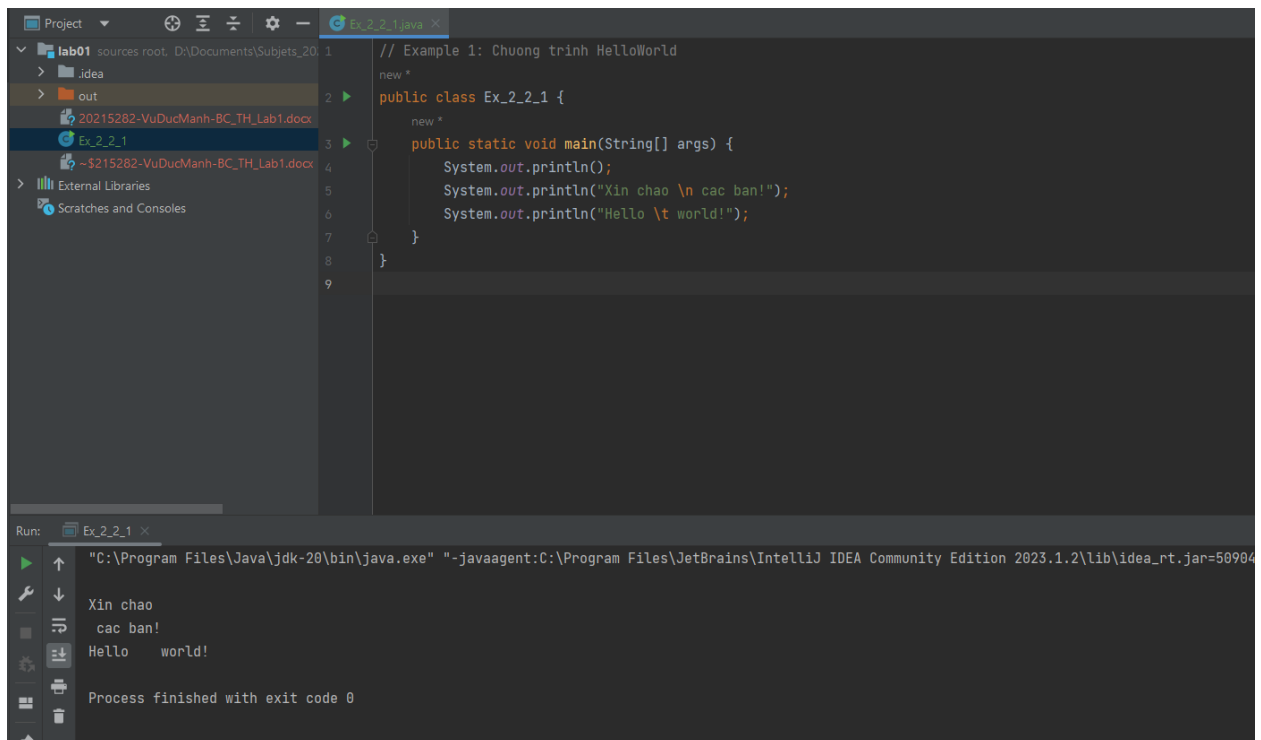 Project
Ex_2_2_1.java
lab01 sources root, D:\Documents\Subjets_20
.idea
out
20215282-VuDucManh-BC_TH_Lab1.docx
Ex_2_2_1
~$215282-VuDucManh-BC_TH_Lab1.docx
External Libraries
Scratches and Consoles
1 // Example 1: Chuong trinh HelloWorld
new *
2 public class Ex_2_2_1 {
new *
3 public static void main(String[] args) {
4 System.out.println();
5 System.out.println("Xin chao \n cac ban!");
6 System.out.println("Hello \t world!");
7 }
8 }
9
Run: Ex_2_2_1
"C:\Program Files\Java\jdk-20\bin\java.exe" "-javaagent:C:\Program Files\JetBrains\IntelliJ IDEA Community Edition 2023.1.2\lib\idea_rt.jar=50904
Xin chao
cac ban!
Hello world!
Process finished with exit code 0